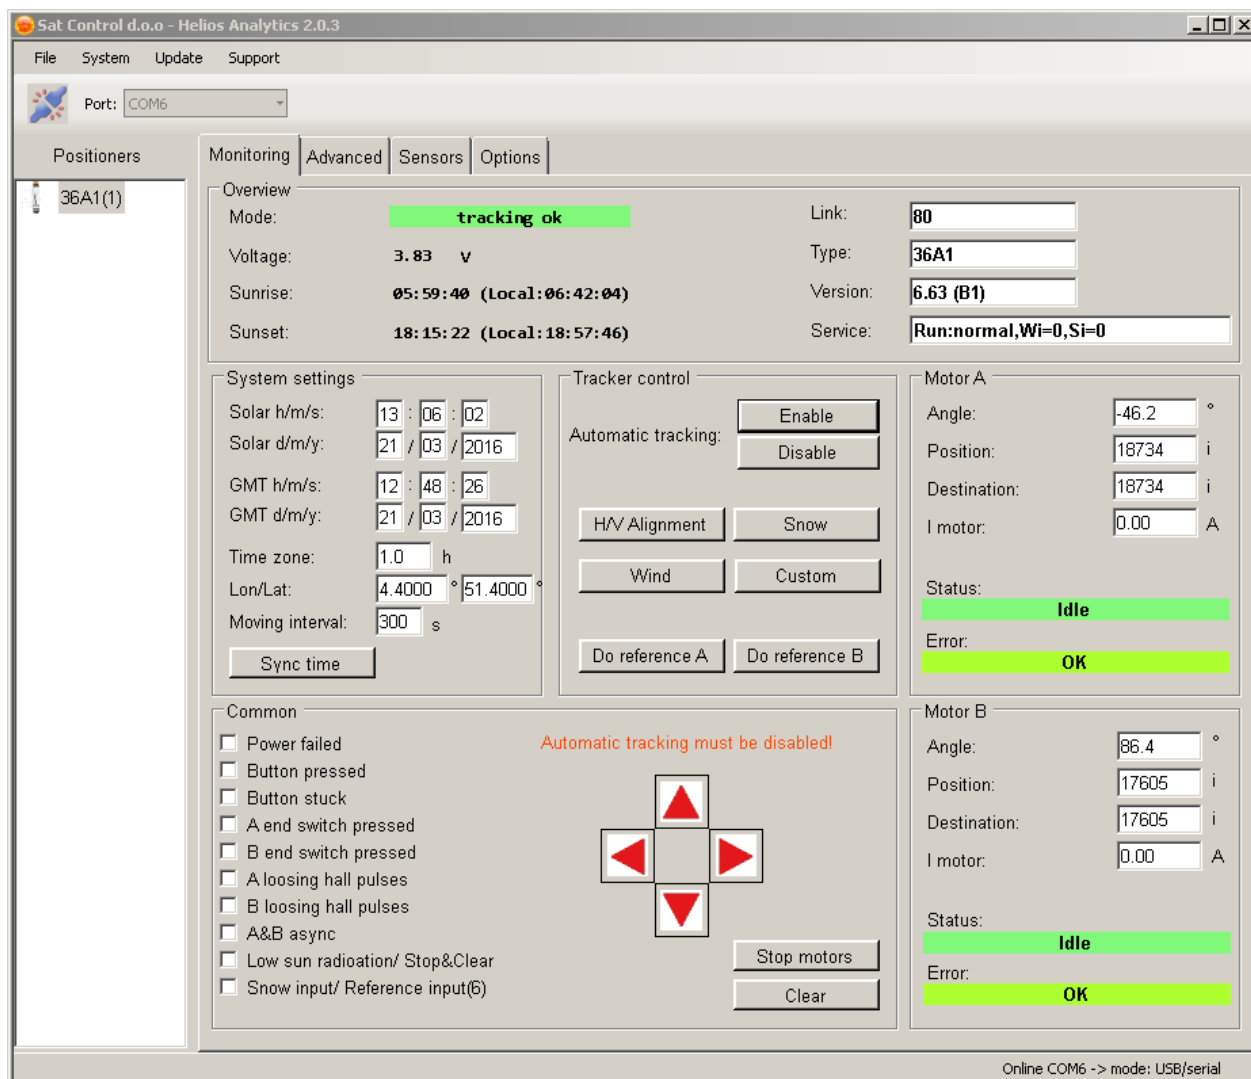 Sat Control d.o.o - Helios Analytics 2.0.3
File System Update Support
Port: COM6
Positioners
36A1(1)
Monitoring Advanced Sensors Options
Overview
Mode: tracking ok
Voltage: 3.83 V
Sunrise: 05:59:40 (Local:06:42:04)
Sunset: 18:15:22 (Local:18:57:46)
Link: 80
Type: 36A1
Version: 6.63 (B1)
Service: Run:normal,Wi=0,Si=0
System settings
Solar h/m/s: 13 : 06 : 02
Solar d/m/y: 21 / 03 / 2016
GMT h/m/s: 12 : 48 : 26
GMT d/m/y: 21 / 03 / 2016
Time zone: 1.0 h
Lon/Lat: 4.4000 ° 51.4000 °
Moving interval: 300 s
Sync time
Tracker control
Automatic tracking: Enable
Disable
H/V Alignment Snow
Wind Custom
Do reference A Do reference B
Motor A
Angle: -46.2 °
Position: 18734 i
Destination: 18734 i
I motor: 0.00 A
Status:
Idle
Error:
OK
Common
Power failed
Button pressed
Button stuck
A end switch pressed
B end switch pressed
A loosing hall pulses
B loosing hall pulses
A&B async
Low sun radioation/ Stop&Clear
Snow input/ Reference input(6)
Automatic tracking must be disabled!
Stop motors
Clear
Motor B
Angle: 86.4 °
Position: 17605 i
Destination: 17605 i
I motor: 0.00 A
Status:
Idle
Error:
OK
Online COM6 -> mode: USB/serial